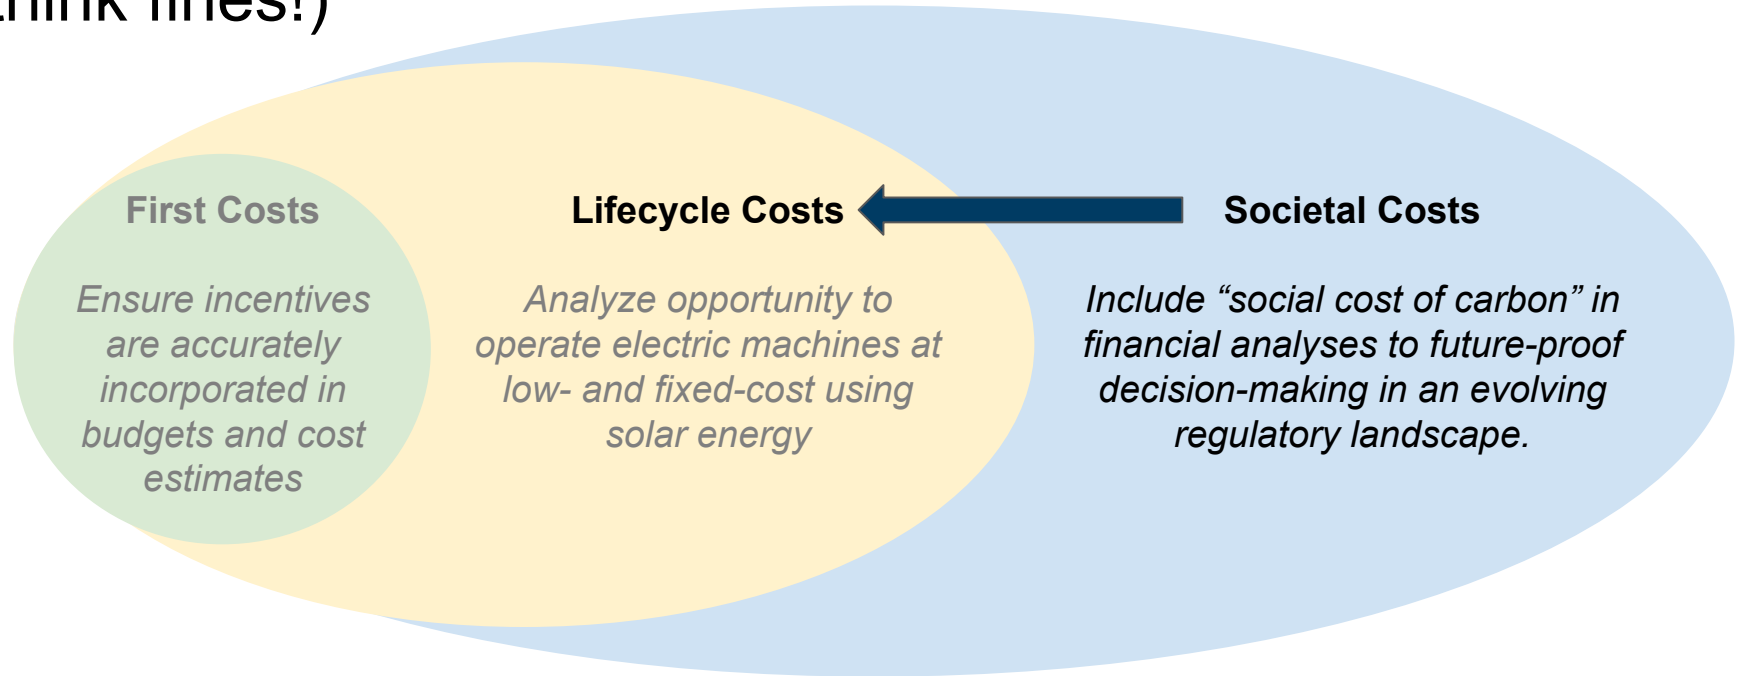 think fines!)
First Costs
Ensure incentives
are accurately
incorporated in
budgets and cost
estimates
Lifecycle Costs
Analyze opportunity to
operate electric machines at
low- and fixed-cost using
solar energy
Societal Costs
Include “social cost of carbon” in
financial analyses to future-proof
decision-making in an evolving
regulatory landscape.